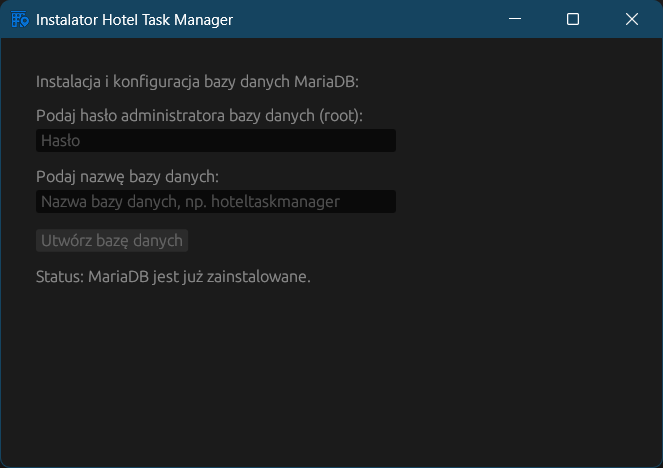 Instalator Hotel Task Manager
Instalacja i konfiguracja bazy danych MariaDB:
Podaj hasło administratora bazy danych (root):
Hasło
Podaj nazwę bazy danych:
Nazwa bazy danych, np. hoteltaskmanager
Utwórz bazę danych
Status: MariaDB jest już zainstalowane.